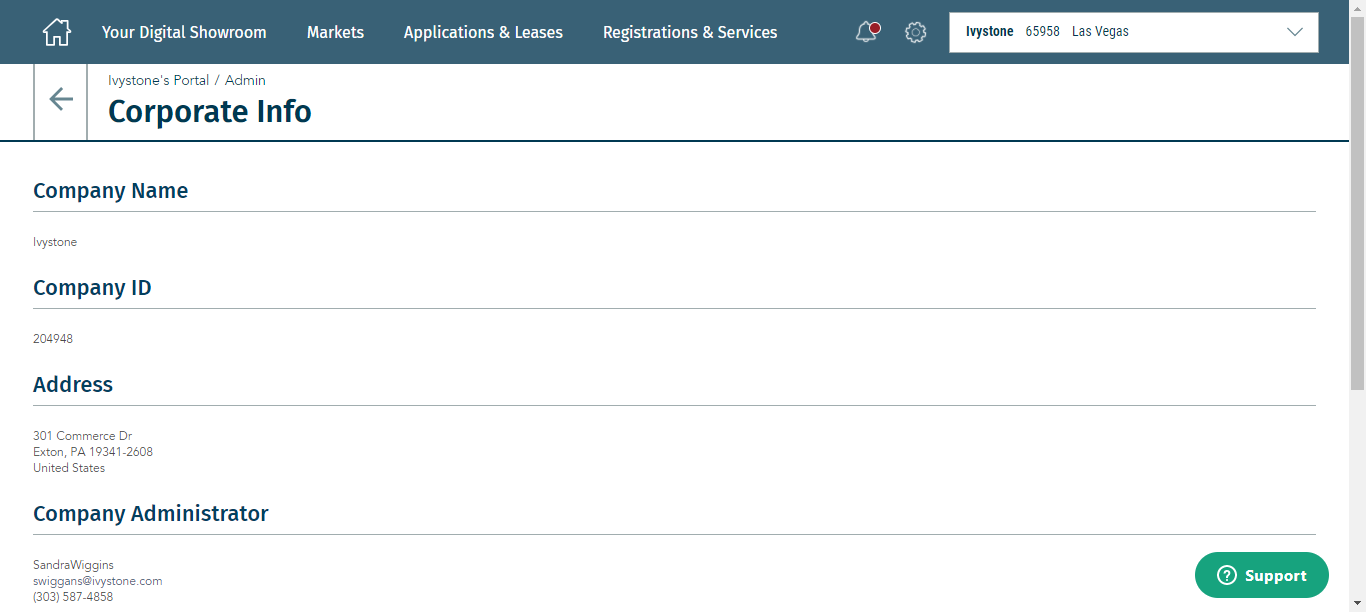 Your Digital Showroom Markets Applications & Leases Registrations & Services Ivystone 65958 Las Vegas
Ivystone's Portal / Admin
Corporate Info
Company Name
Ivystone
Company ID
204948
Address
301 Commerce Dr
Exton, PA 19341-2608
United States
Company Administrator
SandraWiggins
swiggans@ivystone.com
(303) 587-4858
? Support